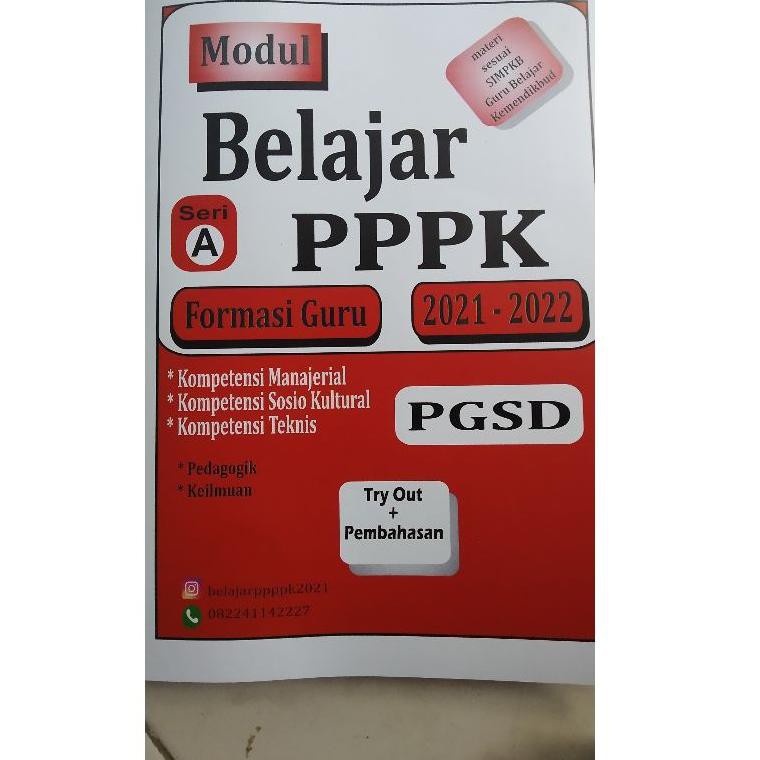 Modul
materi
sesuai
SIMPKB
Guru Belajar
Kemendikbud
Belajar
Seri
A
PPPK
Formasi Guru
2021 - 2022
* Kompetensi Manajerial
* Kompetensi Sosio Kultural
* Kompetensi Teknis
PGSD
* Pedagogik
* Keilmuan
Try Out
+
Pembahasan
belajarppppk2021
082241142227